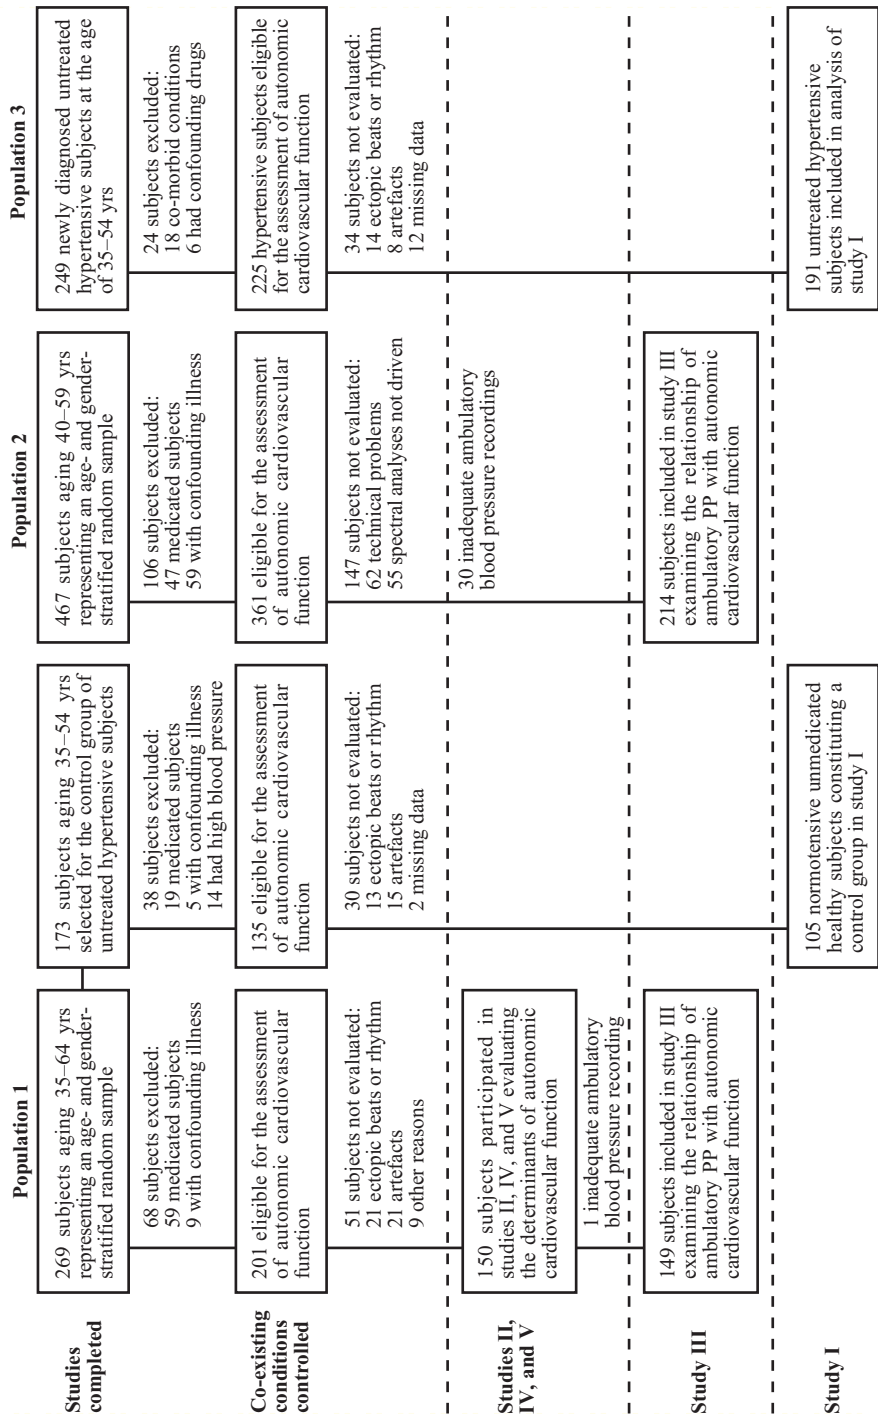 Population 1
Population 2
Population 3
Studies
completed
269 subjects aging 35–64 yrs
representing an age- and gender-
stratified random sample
173 subjects aging 35–54 yrs
selected for the control group of
untreated hypertensive subjects
467 subjects aging 40–59 yrs
representing an age- and gender-
stratified random sample
249 newly diagnosed untreated
hypertensive subjects at the age
of 35–54 yrs
68 subjects excluded:
59 medicated subjects
9 with confounding illness
38 subjects excluded:
19 medicated subjects
5 with confounding illness
14 had high blood pressure
106 subjects excluded:
47 medicated subjects
59 with confounding illness
24 subjects excluded:
18 co-morbid conditions
6 had confounding drugs
Co-existing
conditions
controlled
201 eligible for the assessment
of autonomic cardiovascular
function
135 eligible for the assessment
of autonomic cardiovascular
function
361 eligible for the assessment
of autonomic cardiovascular
function
225 hypertensive subjects eligible
for the assessment of autonomic
cardiovascular function
51 subjects not evaluated:
21 ectopic beats or rhythm
21 artefacts
9 other reasons
30 subjects not evaluated:
13 ectopic beats or rhythm
15 artefacts
2 missing data
147 subjects not evaluated:
62 technical problems
55 spectral analyses not driven
34 subjects not evaluated:
14 ectopic beats or rhythm
8 artefacts
12 missing data
Studies II,
IV, and V
150 subjects participated in
studies II, IV, and V evaluating
the determinants of autonomic
cardiovascular function
30 inadequate ambulatory
blood pressure recordings
1 inadequate ambulatory
blood pressure recording
Study III
149 subjects included in study III
examining the relationship of
ambulatory PP with autonomic
cardiovascular function
214 subjects included in study III
examining the relationship of
ambulatory PP with autonomic
cardiovascular function
Study I
105 normotensive unmedicated
healthy subjects constituting a
control group in study I
191 untreated hypertensive
subjects included in analysis of
study I